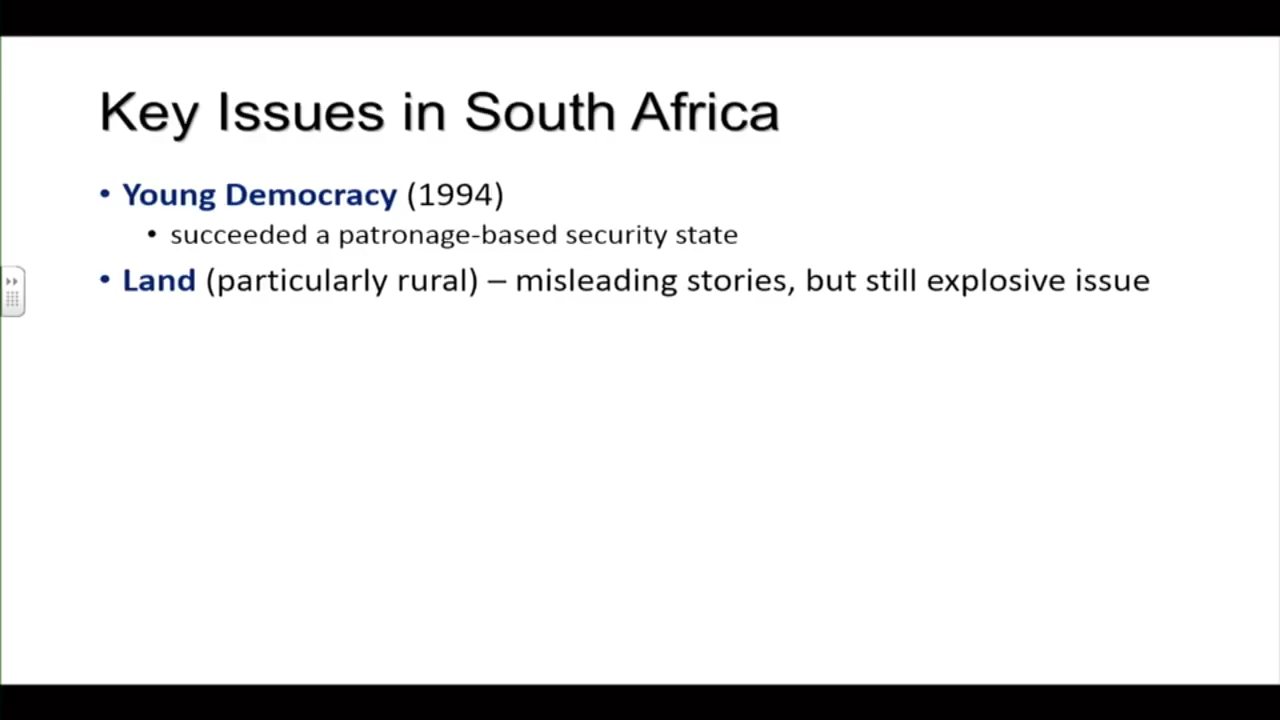 Key Issues in South Africa
• Young Democracy (1994)
• succeeded a patronage-based security state
• Land (particularly rural) – misleading stories, but still explosive issue